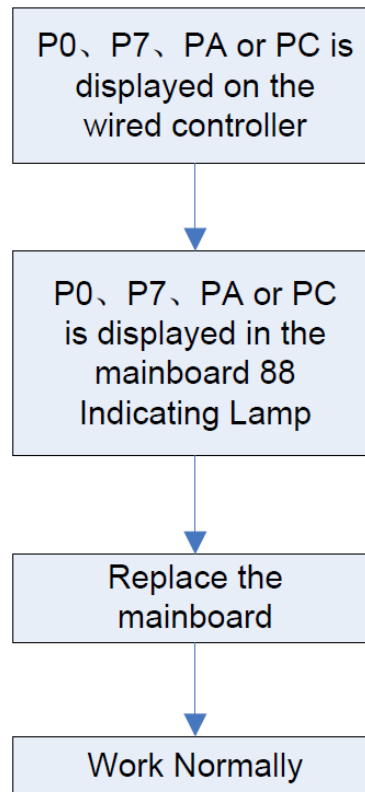 P0、P7、PA or PC is
displayed on the
wired controller
P0、P7、PA or PC
is displayed in the
mainboard 88
Indicating Lamp
Replace the
mainboard
Work Normally